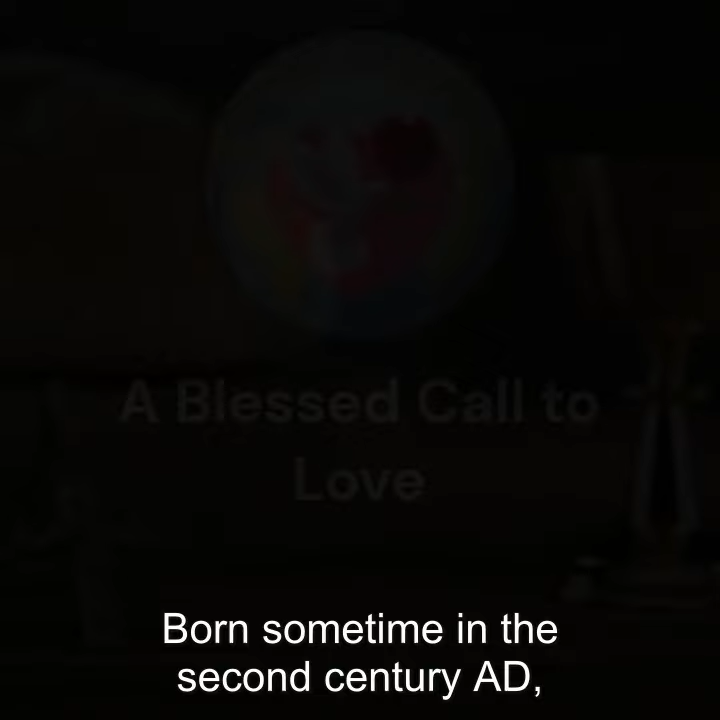 A Blessed Call to
Love
Born sometime in the
second century AD,